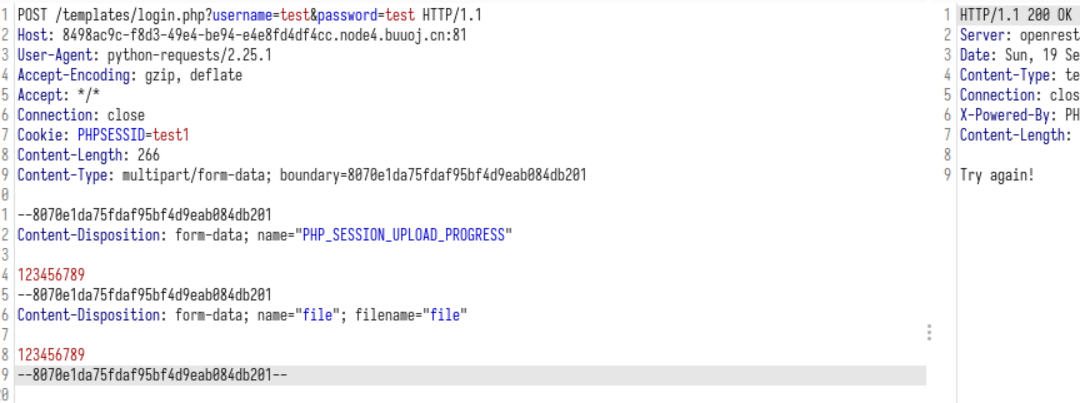 1 POST /templates/login.php?username=test&password=test HTTP/1.1
2 Host: 8498ac9c-f8d3-49e4-be94-e4e8fd4df4cc.node4.buuoj.cn:81
3 User-Agent: python-requests/2.25.1
4 Accept-Encoding: gzip, deflate
5 Accept: */*
6 Connection: close
7 Cookie: PHPSESSID=test1
8 Content-Length: 266
9 Content-Type: multipart/form-data; boundary=8070e1da75fdaf95bf4d9eab084db201
0
1 --8070e1da75fdaf95bf4d9eab084db201
2 Content-Disposition: form-data; name="PHP_SESSION_UPLOAD_PROGRESS"
3
4 123456789
5 --8070e1da75fdaf95bf4d9eab084db201
6 Content-Disposition: form-data; name="file"; filename="file"
7
8 123456789
9 --8070e1da75fdaf95bf4d9eab084db201--
0
1 HTTP/1.1 200 OK
2 Server: openrest
3 Date: Sun, 19 Se
4 Content-Type: te
5 Connection: clos
6 X-Powered-By: PH
7 Content-Length:
8
9 Try again!